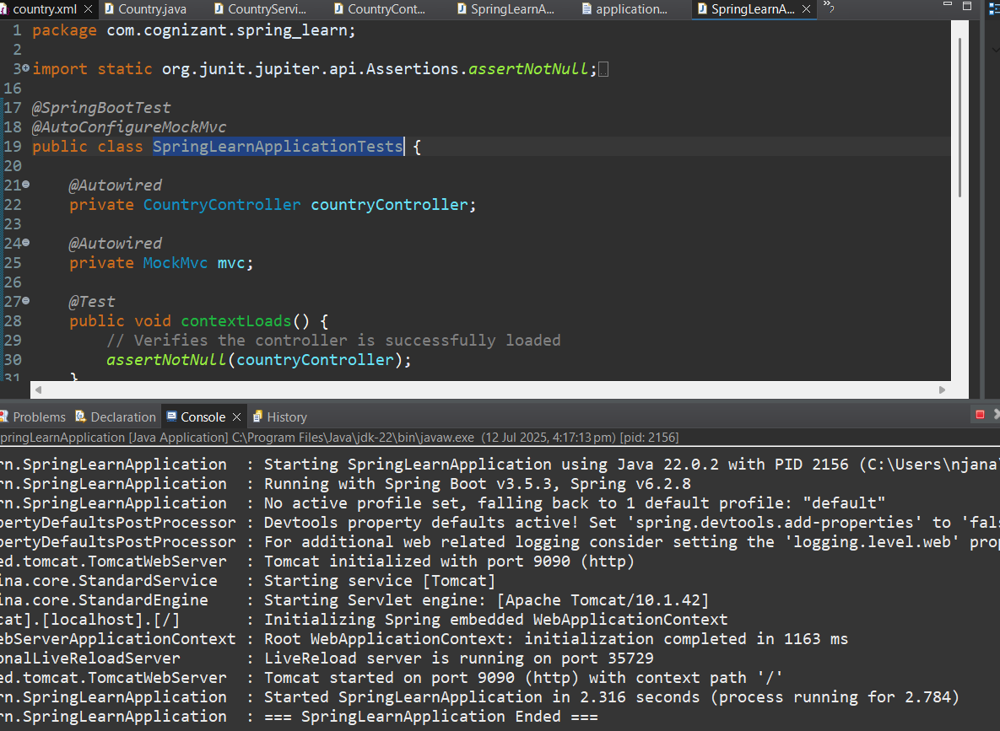 country.xml Country.java CountryServi... CountryCont... SpringLearnA... application... SpringLearnA... »7
1 package com.cognizant.spring_learn;
2
3 import static org.junit.jupiter.api.Assertions.assertNotNull;
16
17 @SpringBootTest
18 @AutoConfigureMockMvc
19 public class SpringLearnApplicationTests {
20
21 @Autowired
22 private CountryController countryController;
23
24 @Autowired
25 private MockMvc mvc;
26
27 @Test
28 public void contextLoads() {
29 // Verifies the controller is successfully loaded
30 assertNotNull(countryController);
31 }
Problems Declaration Console History
pringLearnApplication [Java Application] C:\Program Files\Java\jdk-22\bin\javaw.exe (12 Jul 2025, 4:17:13 pm) [pid: 2156]
rn.SpringLearnApplication : Starting SpringLearnApplication using Java 22.0.2 with PID 2156 (C:\Users\njana\
rn.SpringLearnApplication : Running with Spring Boot v3.5.3, Spring v6.2.8
rn.SpringLearnApplication : No active profile set, falling back to 1 default profile: "default"
pertyDefaultsPostProcessor : Devtools property defaults active! Set 'spring.devtools.add-properties' to 'fals
pertyDefaultsPostProcessor : For additional web related logging consider setting the 'logging.level.web' prop
ed.tomcat.TomcatWebServer : Tomcat initialized with port 9090 (http)
ina.core.StandardService : Starting service [Tomcat]
ina.core.StandardEngine : Starting Servlet engine: [Apache Tomcat/10.1.42]
cat].[localhost].[/] : Initializing Spring embedded WebApplicationContext
ebServerApplicationContext : Root WebApplicationContext: initialization completed in 1163 ms
onalLiveReloadServer : LiveReload server is running on port 35729
ed.tomcat.TomcatWebServer : Tomcat started on port 9090 (http) with context path '/'
rn.SpringLearnApplication : Started SpringLearnApplication in 2.316 seconds (process running for 2.784)
rn.SpringLearnApplication : === SpringLearnApplication Ended ===